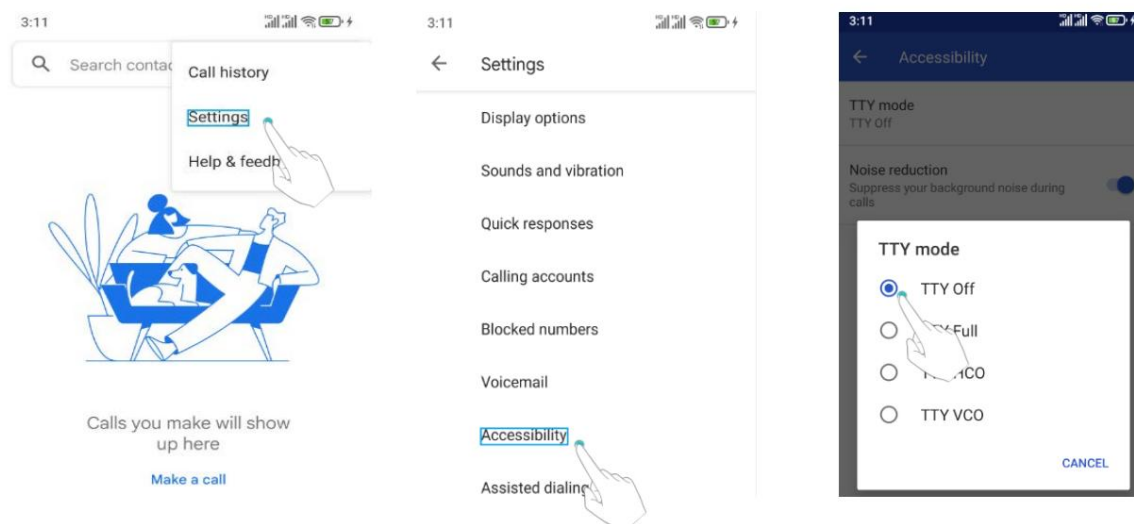 3:11
Search contac
Call history
Settings
Help & feedb
Calls you make will show
up here
Make a call
3:11
Settings
Display options
Sounds and vibration
Quick responses
Calling accounts
Blocked numbers
Voicemail
Accessibility
Assisted dialing
3:11
Accessibility
TTY mode
TTY Off
Noise reduction
Suppress your background noise during
calls
TTY mode
TTY Off
Full
HCO
TTY VCO
CANCEL